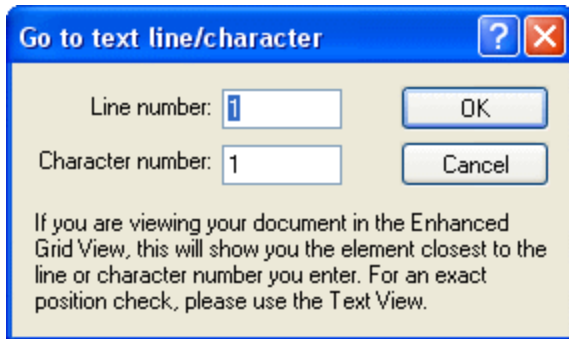 Go to text line/character
Line number: 1
OK
Character number: 1
Cancel
If you are viewing your document in the Enhanced
Grid View, this will show you the element closest to the
line or character number you enter. For an exact
position check, please use the Text View.